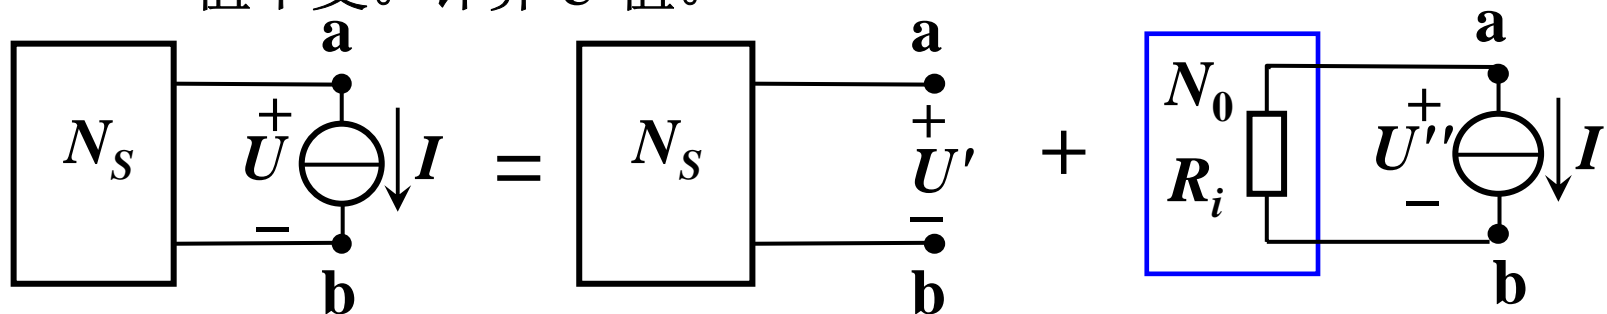 a a a
N_S + U − I = N_S + U′ − + N_0 R_i + U′′ − I
b b b